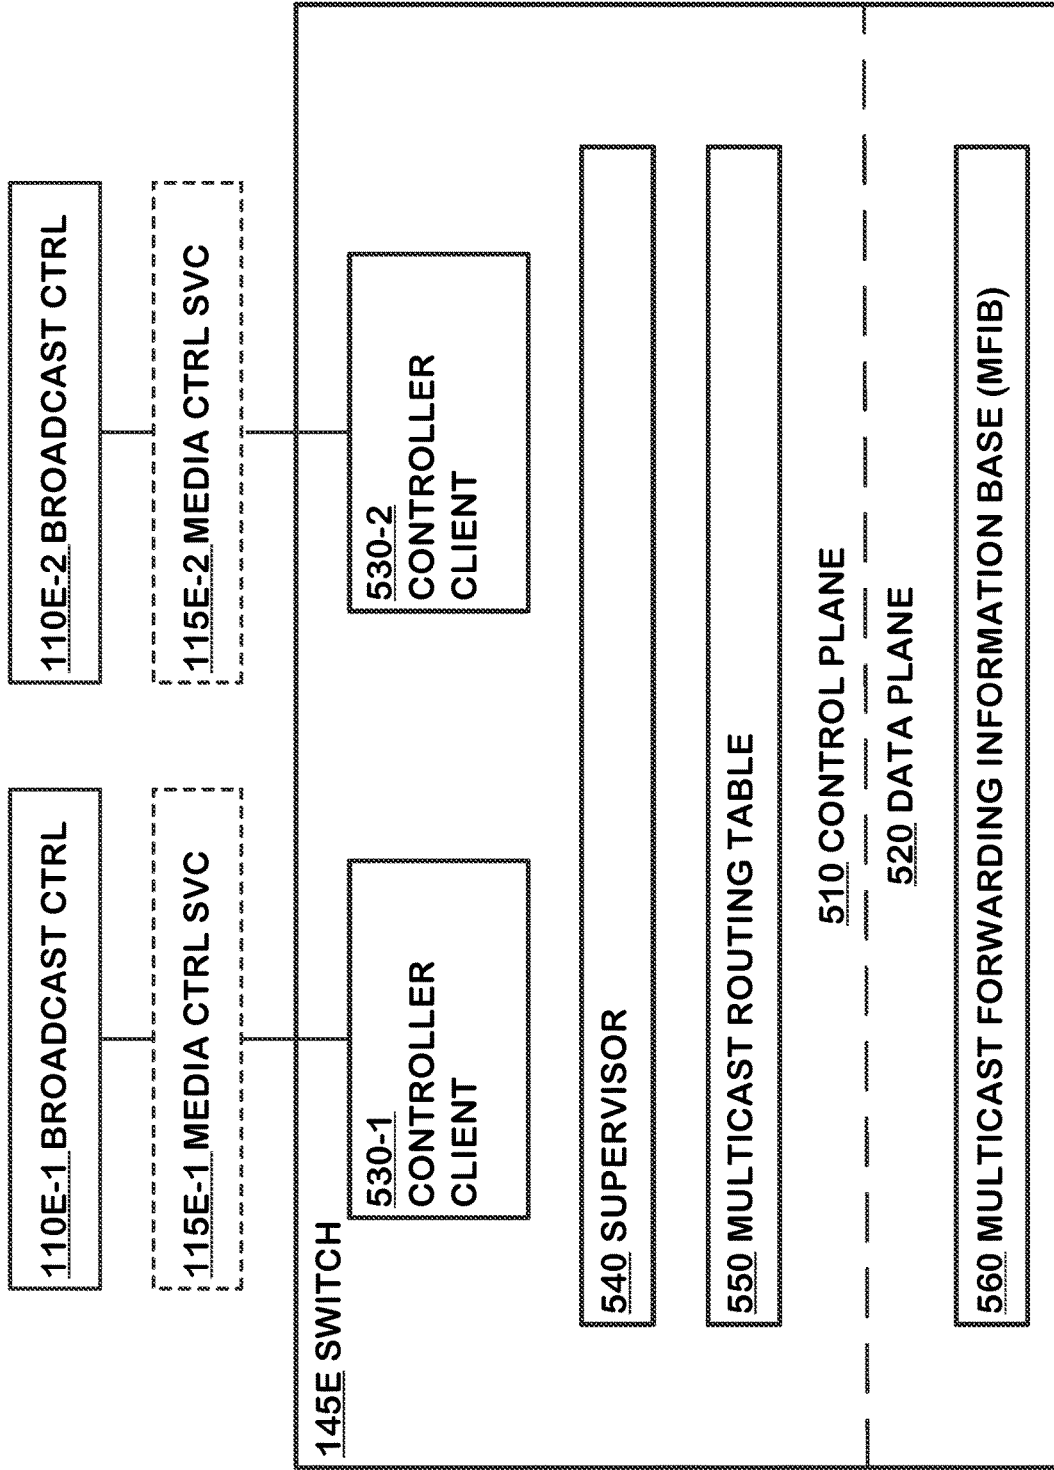 110E-1 BROADCAST CTRL
110E-2 BROADCAST CTRL
115E-1 MEDIA CTRL SVC
115E-2 MEDIA CTRL SVC
145E SWITCH
530-1
CONTROLLER
CLIENT
530-2
CONTROLLER
CLIENT
540 SUPERVISOR
550 MULTICAST ROUTING TABLE
510 CONTROL PLANE
520 DATA PLANE
560 MULTICAST FORWARDING INFORMATION BASE (MFIB)